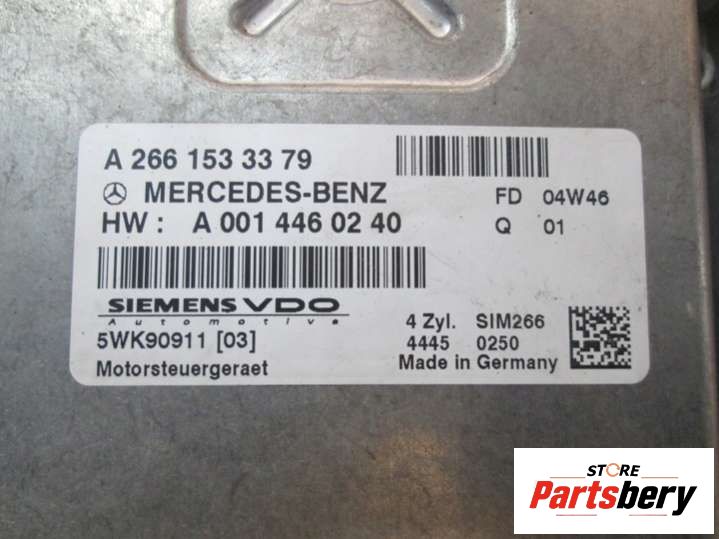 A 266 153 33 79
MERCEDES-BENZ FD 04W46
HW : A 001 446 02 40 Q 01
SIEMENS VDO
Automotive
5WK90911 [03] 4 Zyl. SIM266
4445 0250
Motorsteuergeraet Made in Germany
STORE
Partsbery